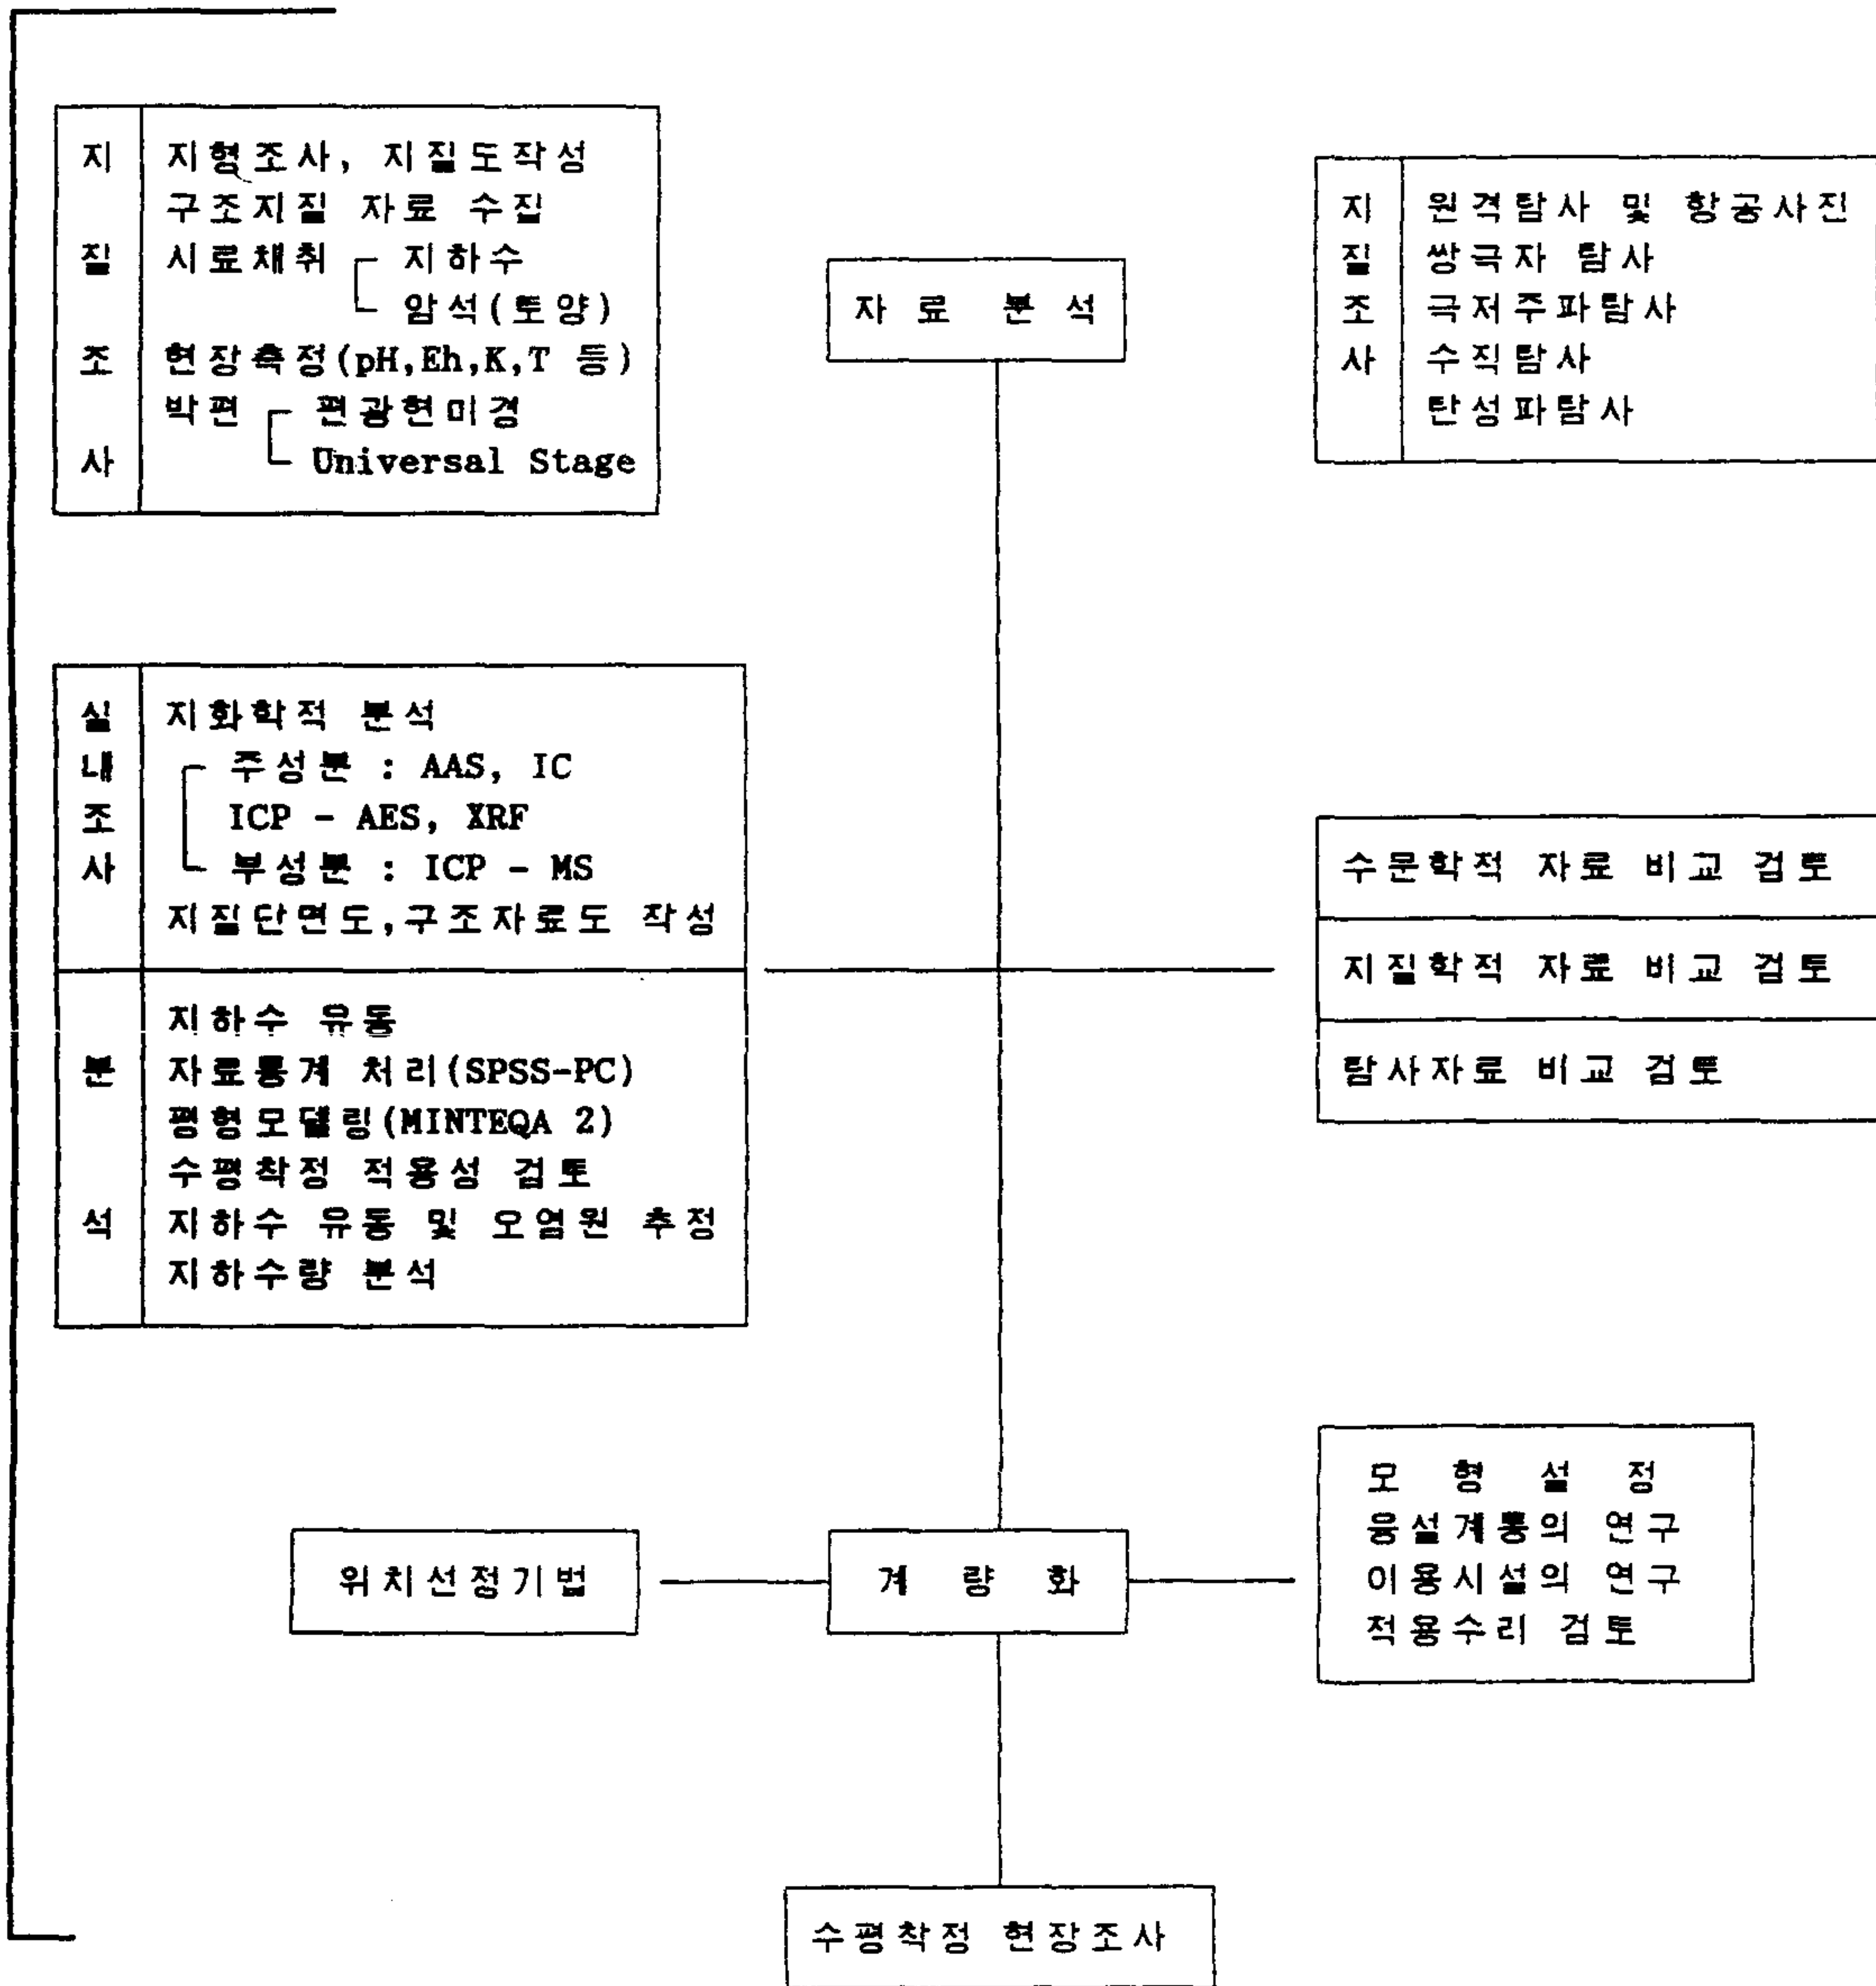 지 지형조사, 지질도작성
구조지질 자료 수집
질 시료채취 지하수
암석(토양)
조 현장측정(pH,Eh,K,T 등)
박편 편광현미경
사 Universal Stage
자료 분석
지 원격탐사 및 항공사진
질 쌍극자 탐사
조 극저주파탐사
사 수직탐사
탄성파탐사
실 지화학적 분석
내 주성분 : AAS, IC
조 ICP - AES, XRF
사 부성분 : ICP - MS
지질단면도,구조자료도 작성
지하수 유동
분 자료통계 처리(SPSS-PC)
평형모델링(MINTEQA 2)
수평착정 적용성 검토
석 지하수 유동 및 오염원 추정
지하수량 분석
수문학적 자료 비교 검토
지질학적 자료 비교 검토
탐사자료 비교 검토
위치선정기법
계 량 화
모 형 설 정
융설계통의 연구
이용시설의 연구
적용수리 검토
수평착정 현장조사